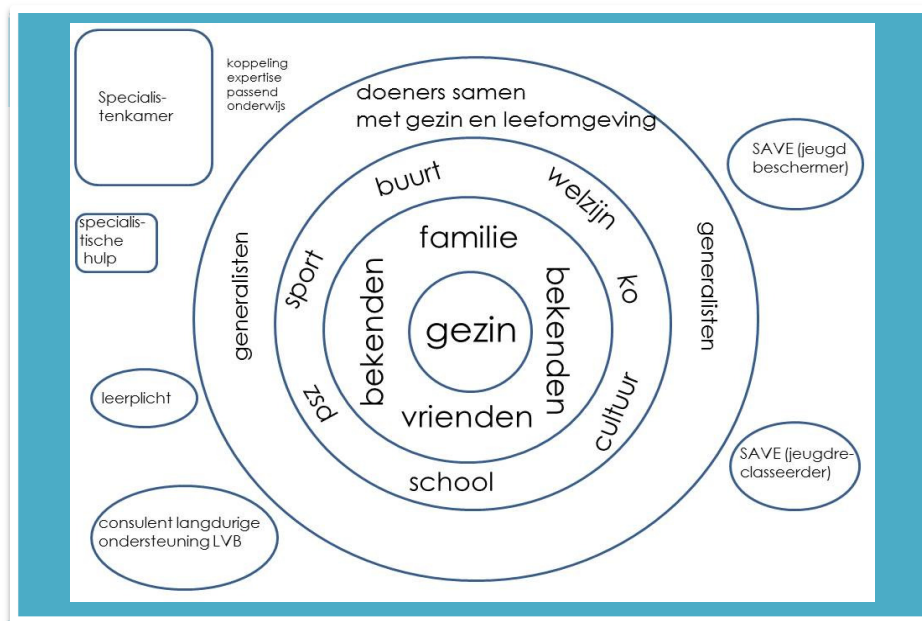 Specialis-
tenkamer
koppeling
expertise
passend
onderwijs
doeners samen
met gezin en leefomgeving
SAVE (jeugd
beschermer)
specialis-
tische
hulp
buurt
welzijn
generalisten
sport
familie
ko
generalisten
bekenden
gezin
bekenden
leerplicht
psz
vrienden
cultuur
school
SAVE (jeugdre-
classeerder)
consulent langdurige
ondersteuning LVB